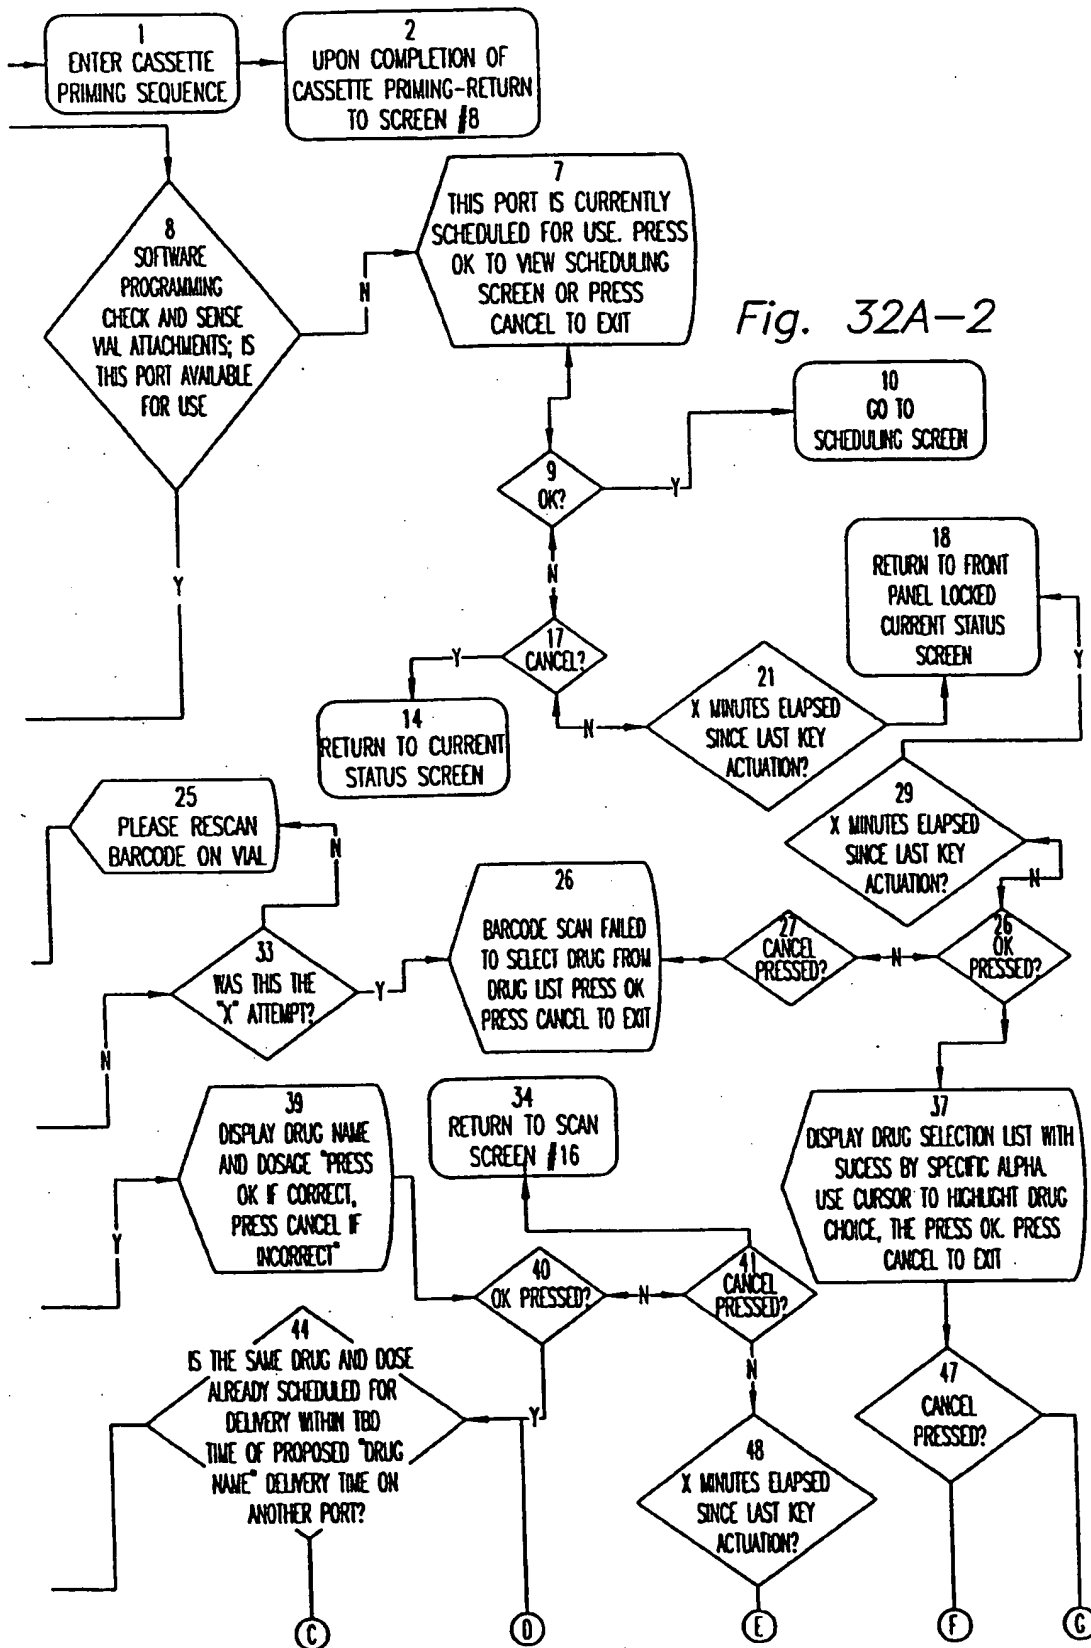 1
ENTER CASSETTE
PRIMING SEQUENCE
2
UPON COMPLETION OF
CASSETTE PRIMING-RETURN
TO SCREEN #8
7
THIS PORT IS CURRENTLY
SCHEDULED FOR USE. PRESS
OK TO VIEW SCHEDULING
SCREEN OR PRESS
CANCEL TO EXIT
8
SOFTWARE
PROGRAMMING
CHECK AND SENSE
VIAL ATTACHMENTS; IS
THIS PORT AVAILABLE
FOR USE
N
Y
Fig. 32A-2
10
GO TO
SCHEDULING SCREEN
9
OK?
Y
N
18
RETURN TO FRONT
PANEL LOCKED
CURRENT STATUS
SCREEN
Y
17
CANCEL?
Y
N
14
RETURN TO CURRENT
STATUS SCREEN
21
X MINUTES ELAPSED
SINCE LAST KEY
ACTUATION?
29
X MINUTES ELAPSED
SINCE LAST KEY
ACTUATION?
N
25
PLEASE RESCAN
BARCODE ON VIAL
N
33
WAS THIS THE
"X" ATTEMPT?
Y
N
26
BARCODE SCAN FAILED
TO SELECT DRUG FROM
DRUG LIST PRESS OK
PRESS CANCEL TO EXIT
27
CANCEL
PRESSED?
N
26
OK
PRESSED?
39
DISPLAY DRUG NAME
AND DOSAGE "PRESS
OK IF CORRECT,
PRESS CANCEL IF
INCORRECT"
Y
34
RETURN TO SCAN
SCREEN #16
37
DISPLAY DRUG SELECTION LIST WITH
SUCESS BY SPECIFIC ALPHA.
USE CURSOR TO HIGHLIGHT DRUG
CHOICE, THE PRESS OK. PRESS
CANCEL TO EXIT
40
OK PRESSED?
N
41
CANCEL
PRESSED?
Y
N
44
IS THE SAME DRUG AND DOSE
ALREADY SCHEDULED FOR
DELIVERY WITHIN TBD
TIME OF PROPOSED "DRUG
NAME" DELIVERY TIME ON
ANOTHER PORT?
47
CANCEL
PRESSED?
48
X MINUTES ELAPSED
SINCE LAST KEY
ACTUATION?
C
D
E
F
G